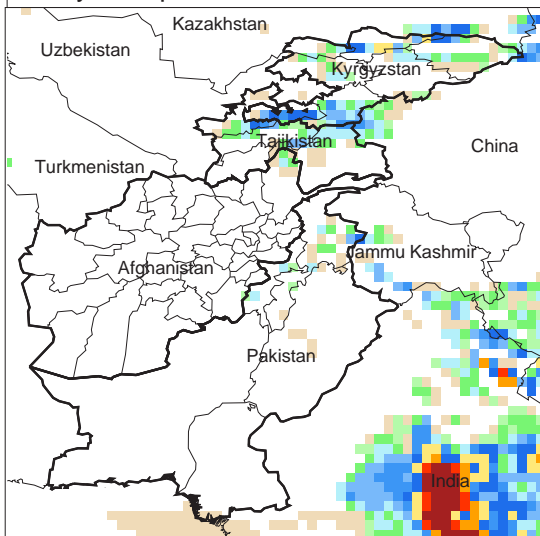 Kazakhstan
Uzbekistan
Kyrgyzstan
Tajikistan
China
Turkmenistan
Jammu Kashmir
Afghanistan
Pakistan
India